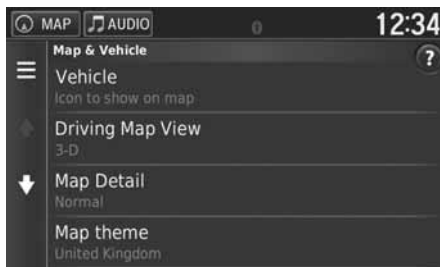 MAP AUDIO 0 12:34
Map & Vehicle
?
Vehicle
Icon to show on map
Driving Map View
3-D
Map Detail
Normal
Map theme
United Kingdom